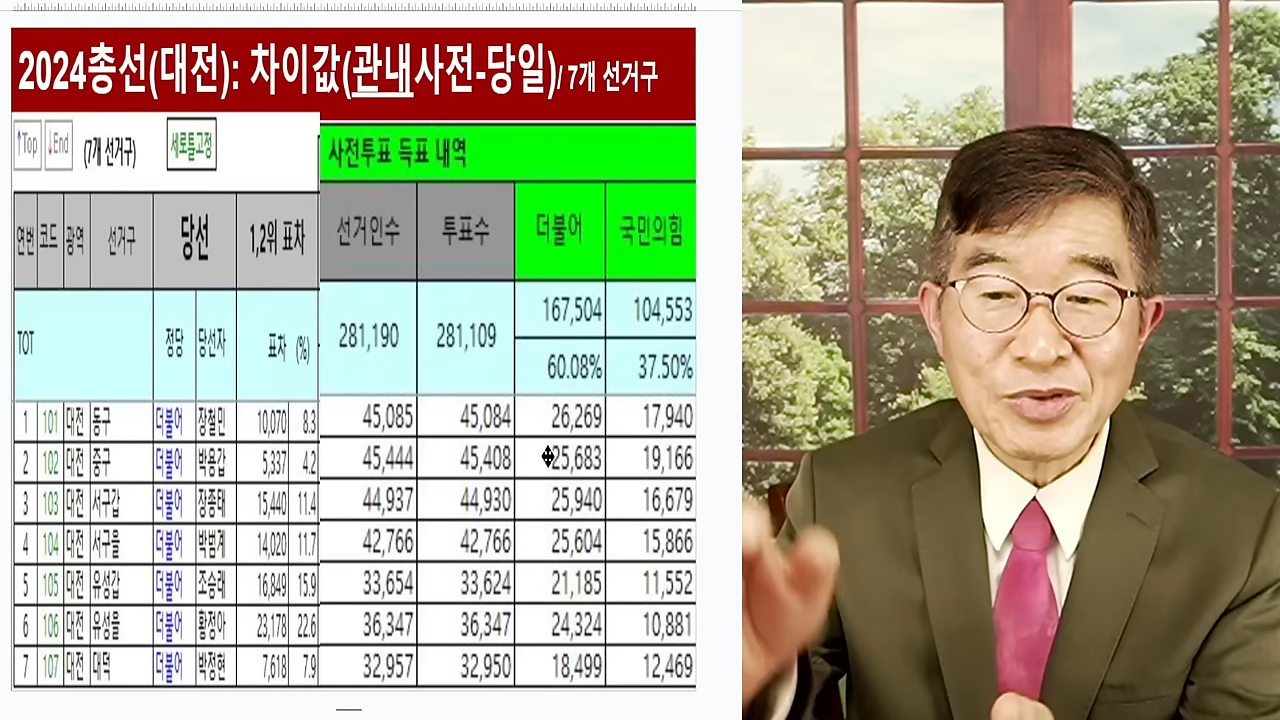 2024총선(대전): 차이값(관내사전-당일)/ 7개 선거구
↑Top ↓End (7개 선거구) 세로틀고정 사전투표 득표 내역
연번 코드 광역 선거구 당선 1,2위 표차 선거인수 투표수 더불어 국민의힘
TOT 정당 당선자 표차 (%) 281,190 281,109 167,504 104,553
60.08% 37.50%
1 101 대전 동구 더불어 장철민 10,070 8.3 45,085 45,084 26,269 17,940
2 102 대전 중구 더불어 박용갑 5,337 4.2 45,444 45,408 25,683 19,166
3 103 대전 서구갑 더불어 장종태 15,440 11.4 44,937 44,930 25,940 16,679
4 104 대전 서구을 더불어 박범계 14,020 11.7 42,766 42,766 25,604 15,866
5 105 대전 유성갑 더불어 조승래 16,849 15.9 33,654 33,624 21,185 11,552
6 106 대전 유성을 더불어 황정아 23,178 22.6 36,347 36,347 24,324 10,881
7 107 대전 대덕 더불어 박정현 7,618 7.9 32,957 32,950 18,499 12,469